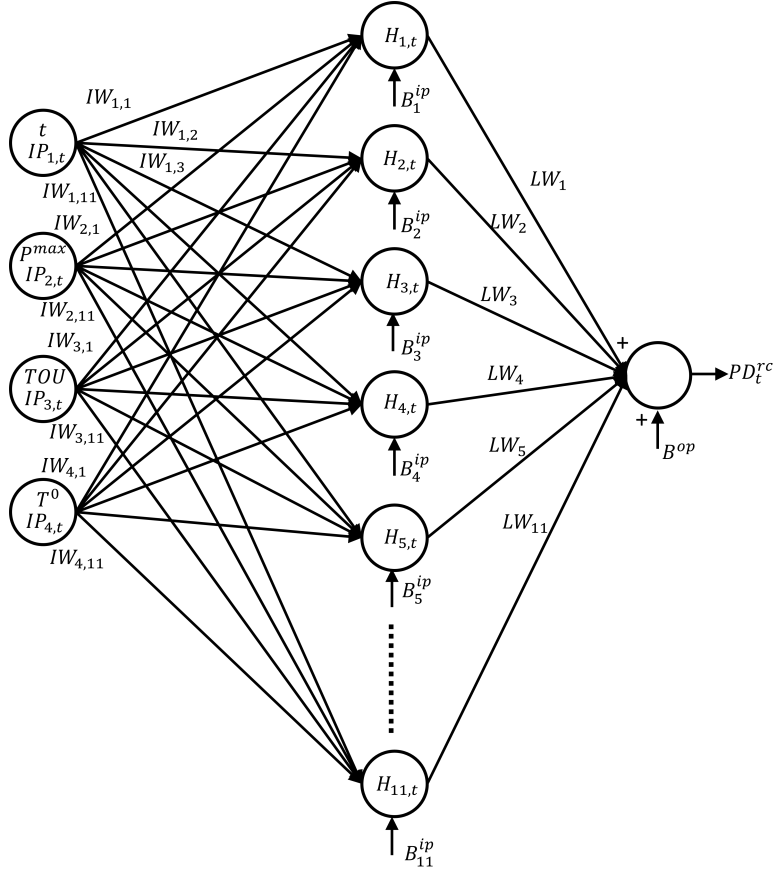 H₁,ₜ
B₁ⁱᵖ
IW₁,₁
t
IP₁,ₜ
IW₁,₂
IW₁,₃
IW₁,₁₁
H₂,ₜ
B₂ⁱᵖ
LW₁
LW₂
IW₂,₁
Pᵐᵃˣ
IP₂,ₜ
IW₂,₁₁
H₃,ₜ
B₃ⁱᵖ
LW₃
IW₃,₁
TOU
IP₃,ₜ
IW₃,₁₁
H₄,ₜ
B₄ⁱᵖ
LW₄
+
+
PDₜʳᶜ
Bᵒᵖ
IW₄,₁
T⁰
IP₄,ₜ
IW₄,₁₁
H₅,ₜ
B₅ⁱᵖ
LW₅
LW₁₁
H₁₁,ₜ
B₁₁ⁱᵖ